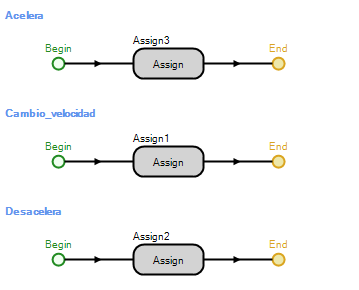 Acelera
Begin
Assign3
Assign
End
Cambio_velocidad
Begin
Assign1
Assign
End
Desacelera
Begin
Assign2
Assign
End